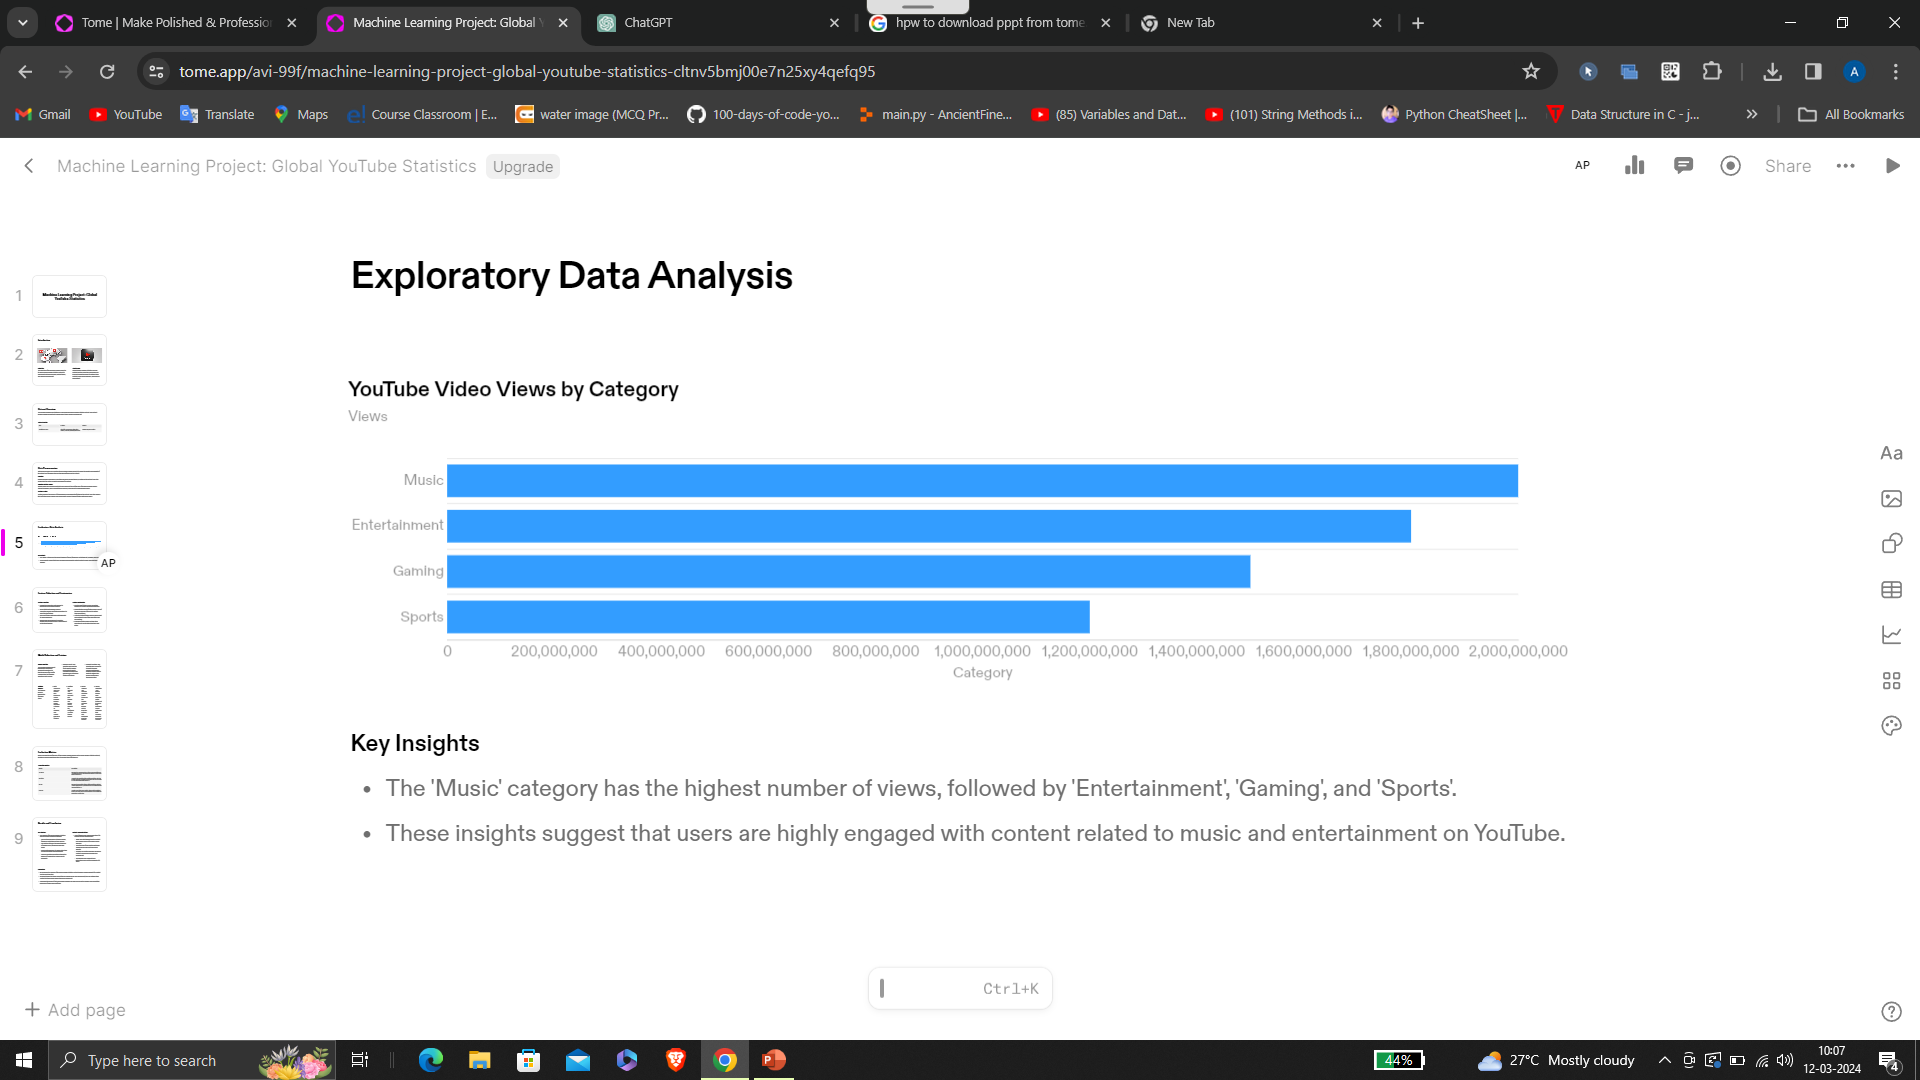 Tome | Make Polished & Professio
Machine Learning Project: Global Y
ChatGPT
hpw to download pppt from tome
New Tab
tome.app/avi-99f/machine-learning-project-global-youtube-statistics-cltnv5bmj00e7n25xy4qefq95
A
Gmail
YouTube
Translate
Maps
Course Classroom | E...
water image (MCQ Pr...
100-days-of-code-yo...
main.py - AncientFine...
(85) Variables and Dat...
(101) String Methods i...
Python CheatSheet |...
Data Structure in C - j...
All Bookmarks
Machine Learning Project: Global YouTube Statistics
Upgrade
AP
Share
Exploratory Data Analysis
1
Machine Learning Project: Global
YouTube Statistics
2
3
4
5
AP
6
7
8
9
YouTube Video Views by Category
Views
Music
Entertainment
Gaming
Sports
0 200,000,000 400,000,000 600,000,000 800,000,000 1,000,000,000 1,200,000,000 1,400,000,000 1,600,000,000 1,800,000,000 2,000,000,000
Category
Aa
Key Insights
• The 'Music' category has the highest number of views, followed by 'Entertainment', 'Gaming', and 'Sports'.
• These insights suggest that users are highly engaged with content related to music and entertainment on YouTube.
Ctrl+K
+ Add page
Type here to search
44%
27°C Mostly cloudy
10:07
12-03-2024
4